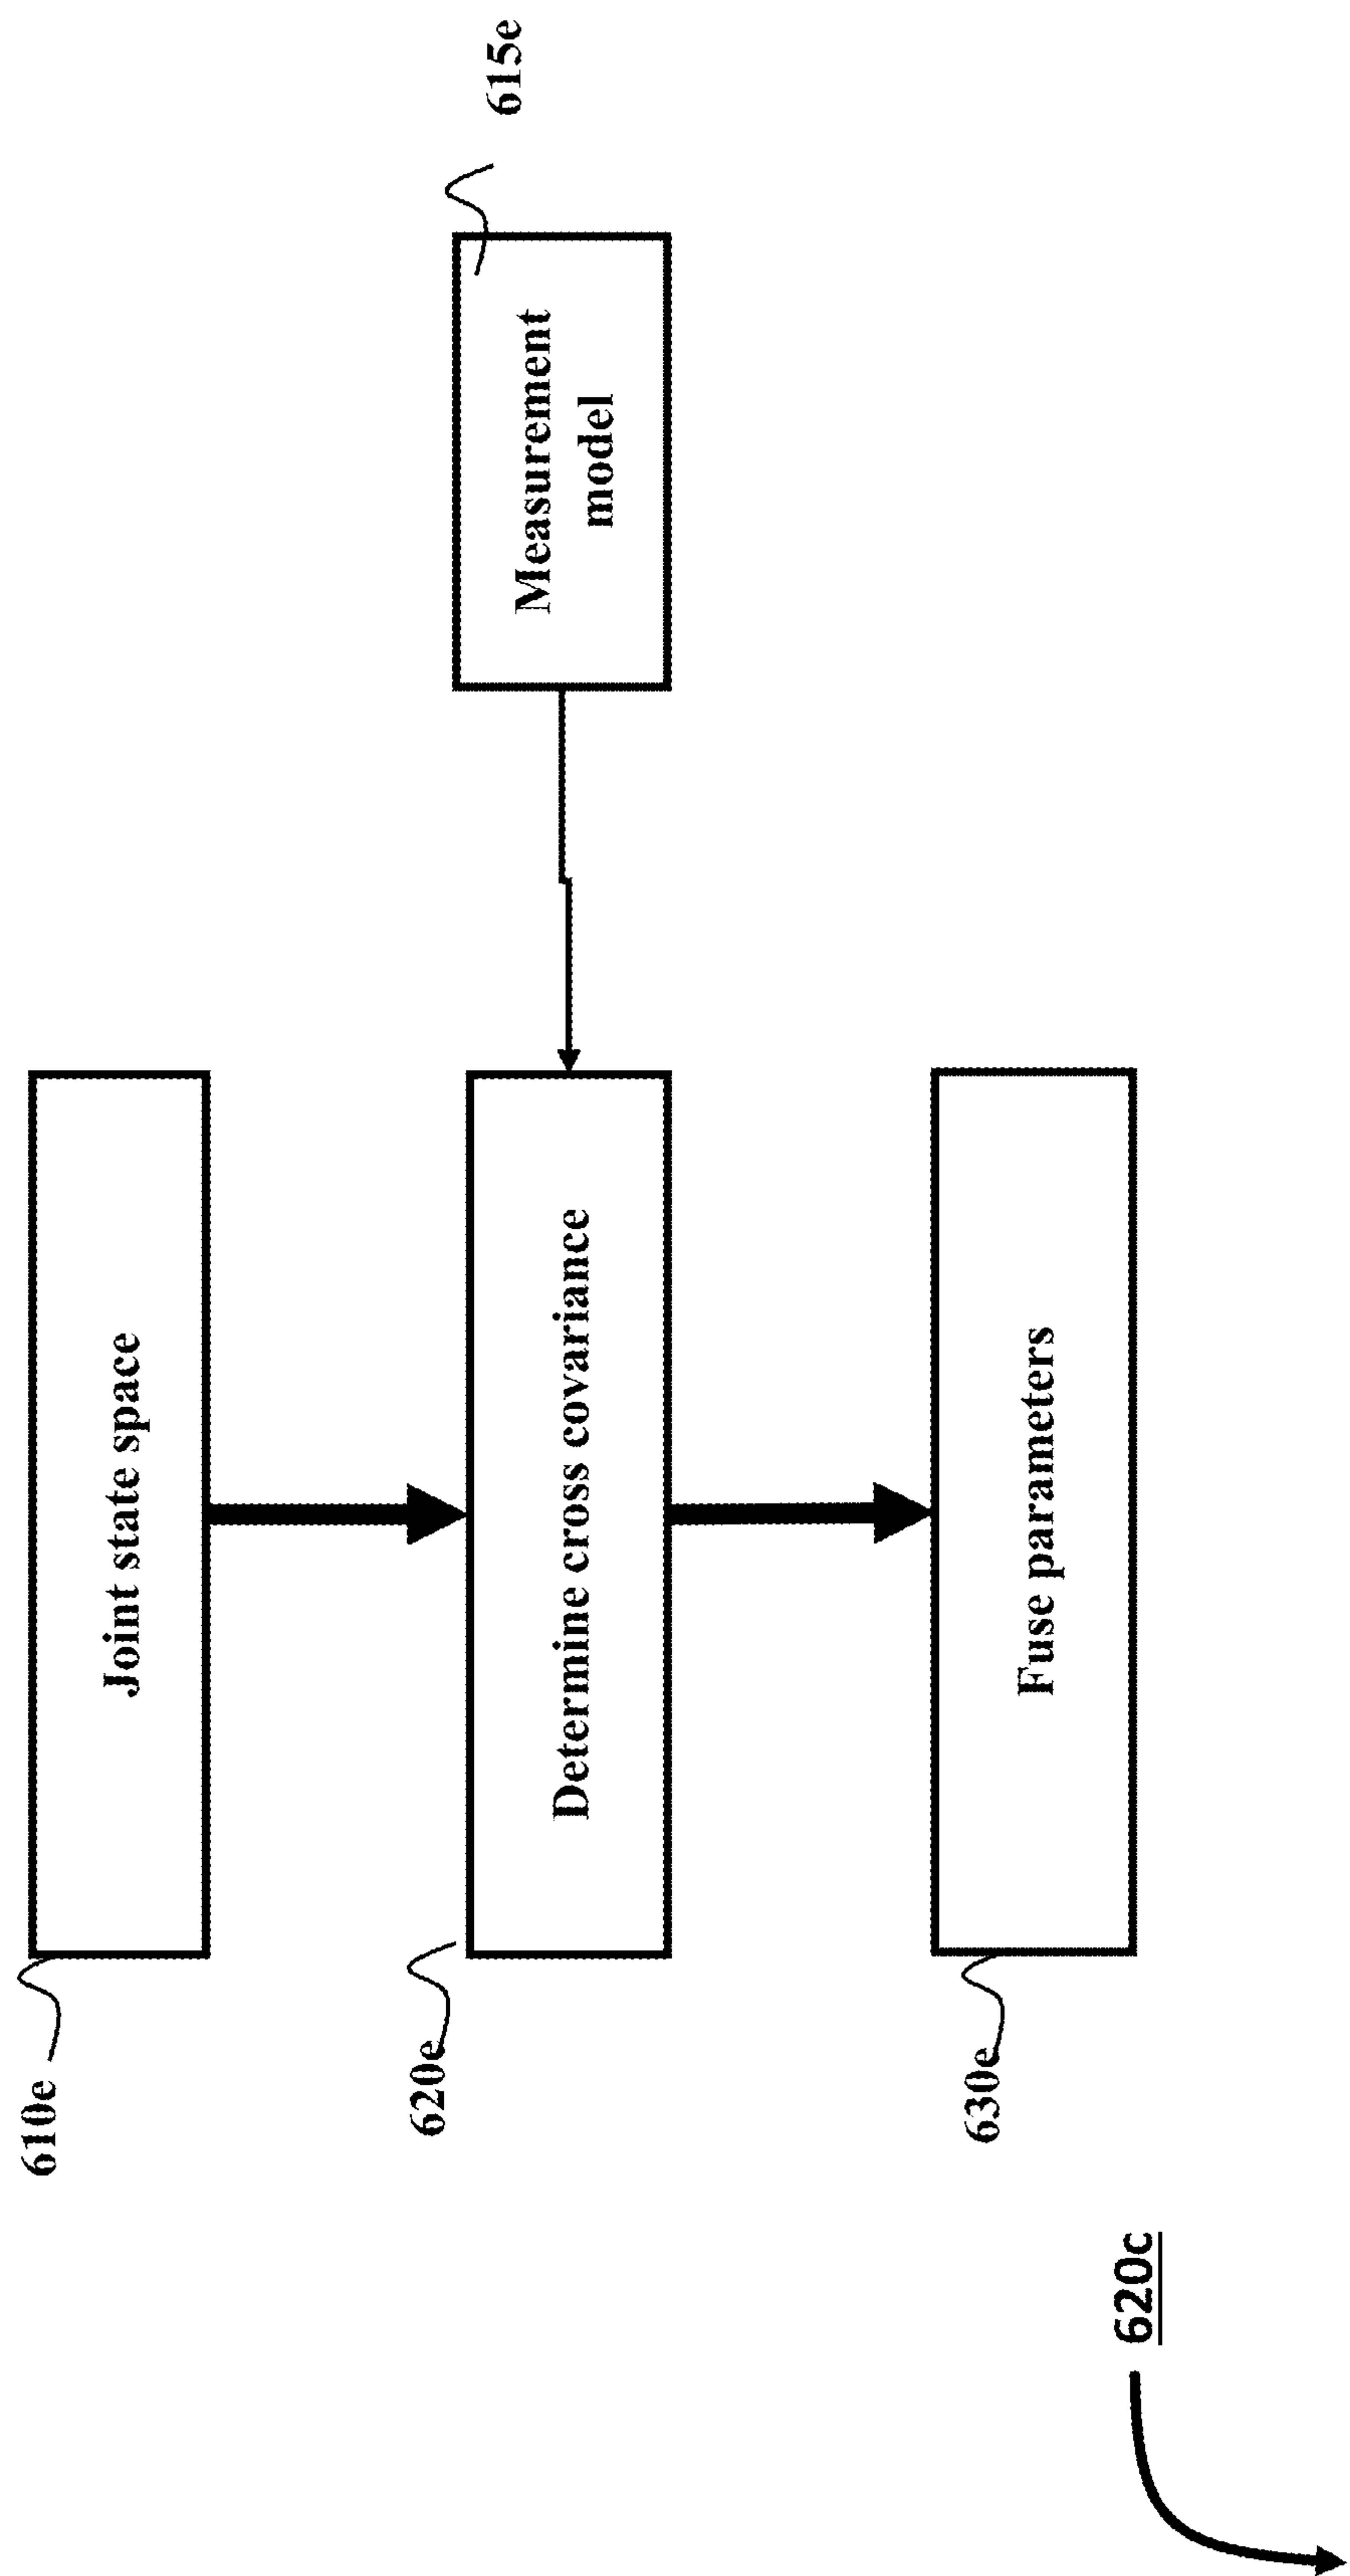 610e
Joint state space
620e
Determine cross covariance
Measurement
model
615e
630e
Fuse parameters
620c